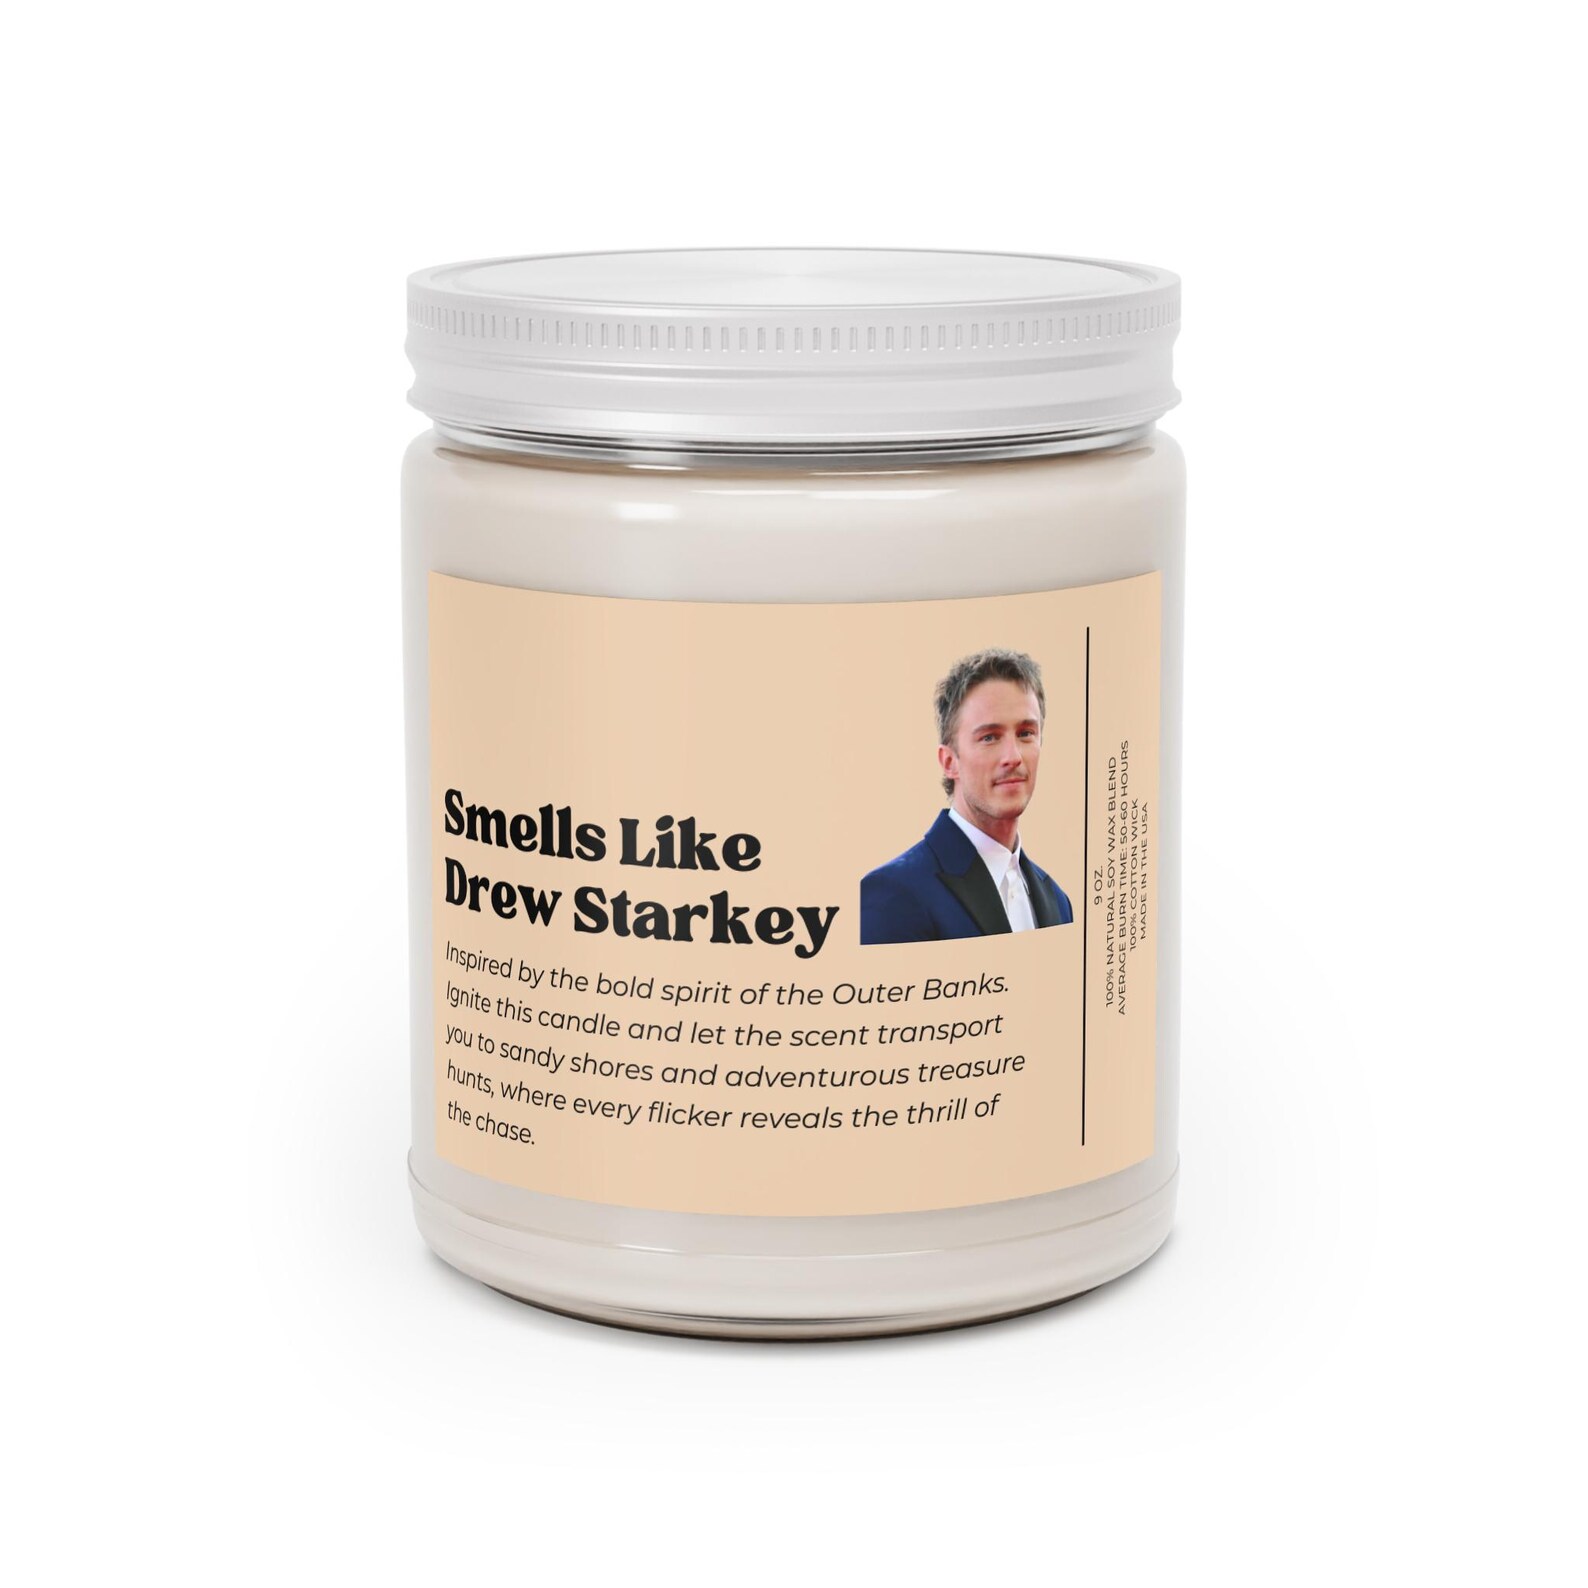 Smells Like
Drew Starkey
Inspired by the bold spirit of the Outer Banks.
Ignite this candle and let the scent transport
you to sandy shores and adventurous treasure
hunts, where every flicker reveals the thrill of
the chase.
9 OZ.
100% NATURAL SOY WAX BLEND
AVERAGE BURN TIME: 50-60 HOURS
100% COTTON WICK
MADE IN THE USA